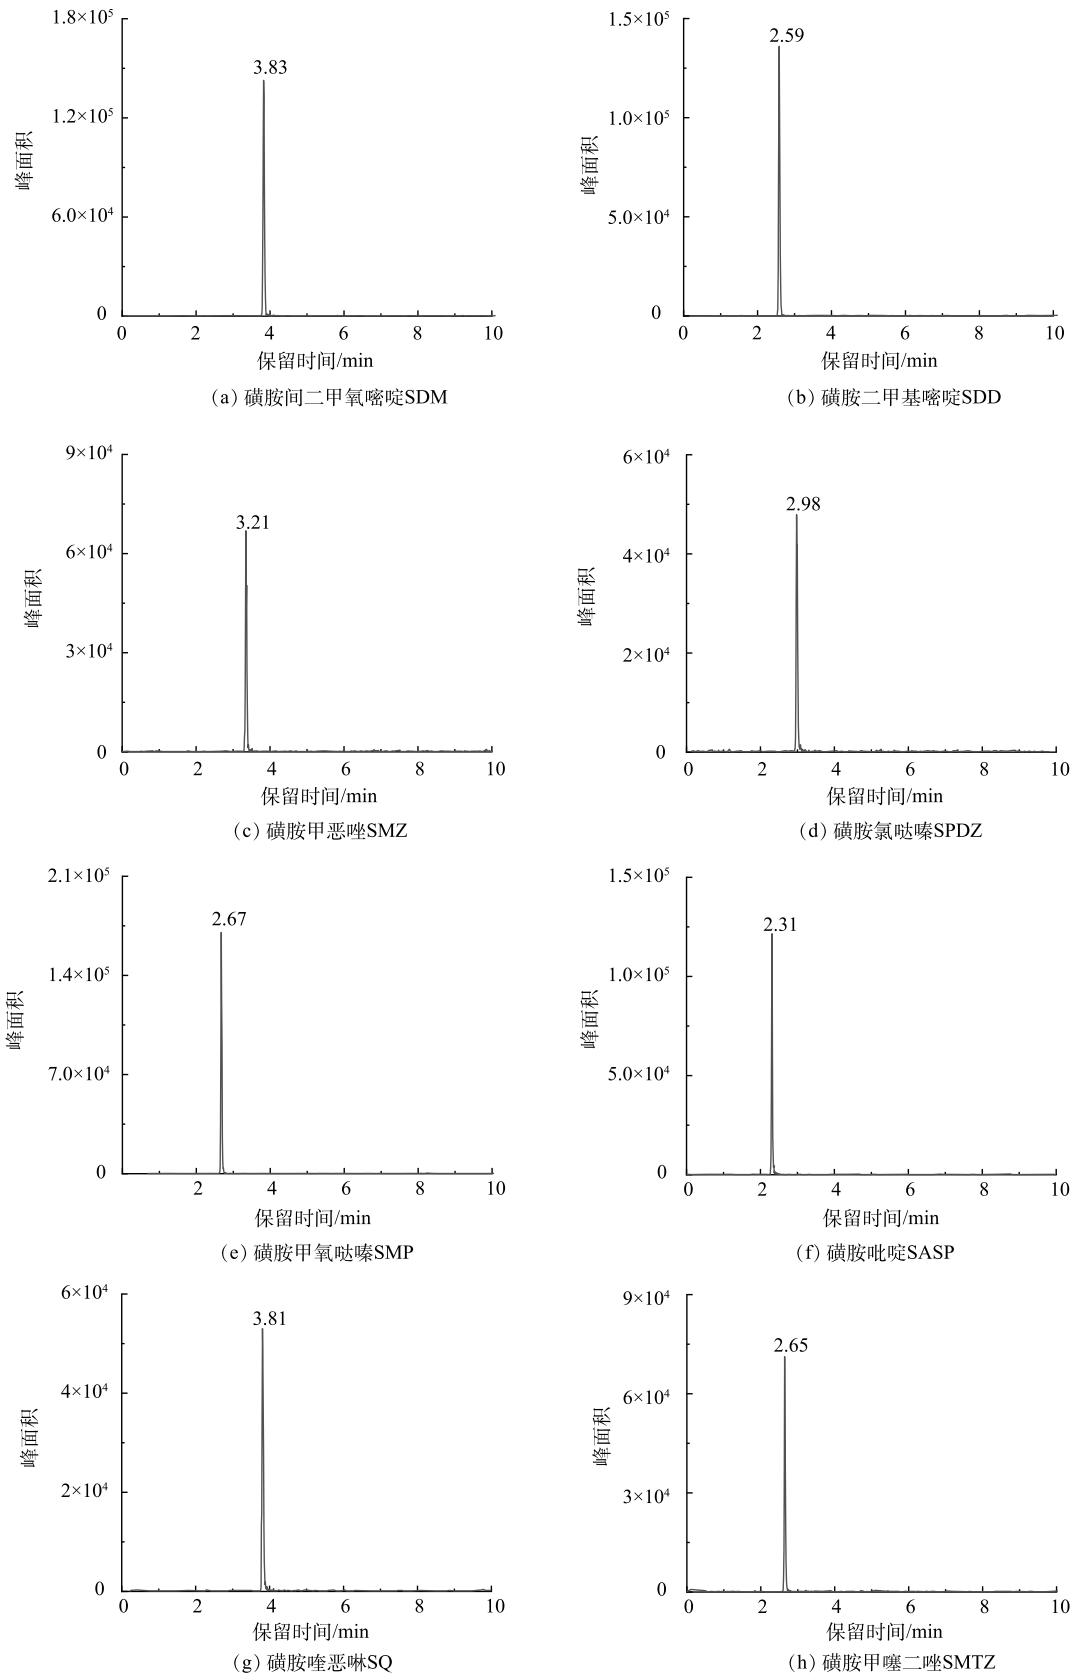 1.8×10⁵
1.2×10⁵
6.0×10⁴
0
峰面积
3.83
0 2 4 6 8 10
保留时间/min
(a) 磺胺间二甲氧嘧啶SDM
1.5×10⁵
1.0×10⁵
5.0×10⁴
0
峰面积
2.59
0 2 4 6 8 10
保留时间/min
(b) 磺胺二甲基嘧啶SDD
9×10⁴
6×10⁴
3×10⁴
0
峰面积
3.21
0 2 4 6 8 10
保留时间/min
(c) 磺胺甲恶唑SMZ
6×10⁴
4×10⁴
2×10⁴
0
峰面积
2.98
0 2 4 6 8 10
保留时间/min
(d) 磺胺氯哒嗪SPDZ
2.1×10⁵
1.4×10⁵
7.0×10⁴
0
峰面积
2.67
2 4 6 8 10
保留时间/min
(e) 磺胺甲氧哒嗪SMP
1.5×10⁵
1.0×10⁵
5.0×10⁴
0
峰面积
2.31
0 2 4 6 8 10
保留时间/min
(f) 磺胺吡啶SASP
6×10⁴
4×10⁴
2×10⁴
0
峰面积
3.81
0 2 4 6 8 10
保留时间/min
(g) 磺胺喹恶啉SQ
9×10⁴
6×10⁴
3×10⁴
0
峰面积
2.65
0 2 4 6 8 10
保留时间/min
(h) 磺胺甲噻二唑SMTZ